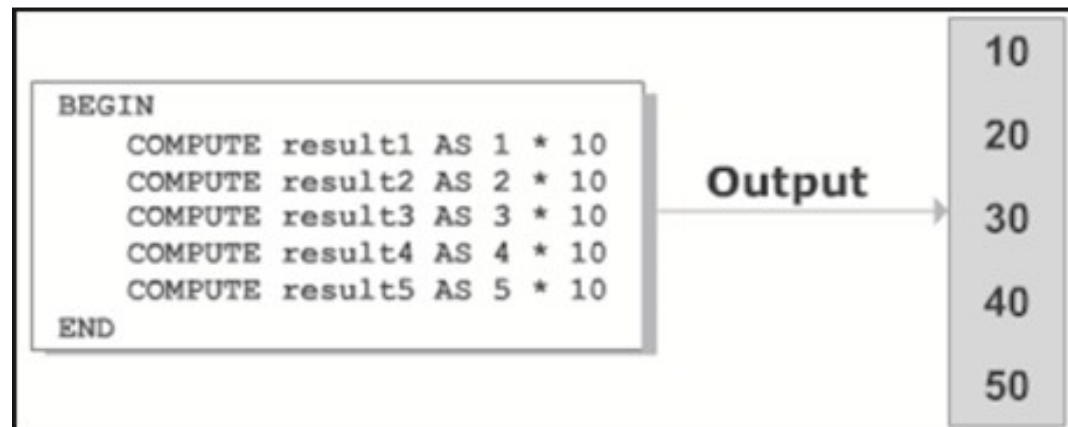 BEGIN
COMPUTE result1 AS 1 * 10
COMPUTE result2 AS 2 * 10
COMPUTE result3 AS 3 * 10
COMPUTE result4 AS 4 * 10
COMPUTE result5 AS 5 * 10
END
Output
10
20
30
40
50